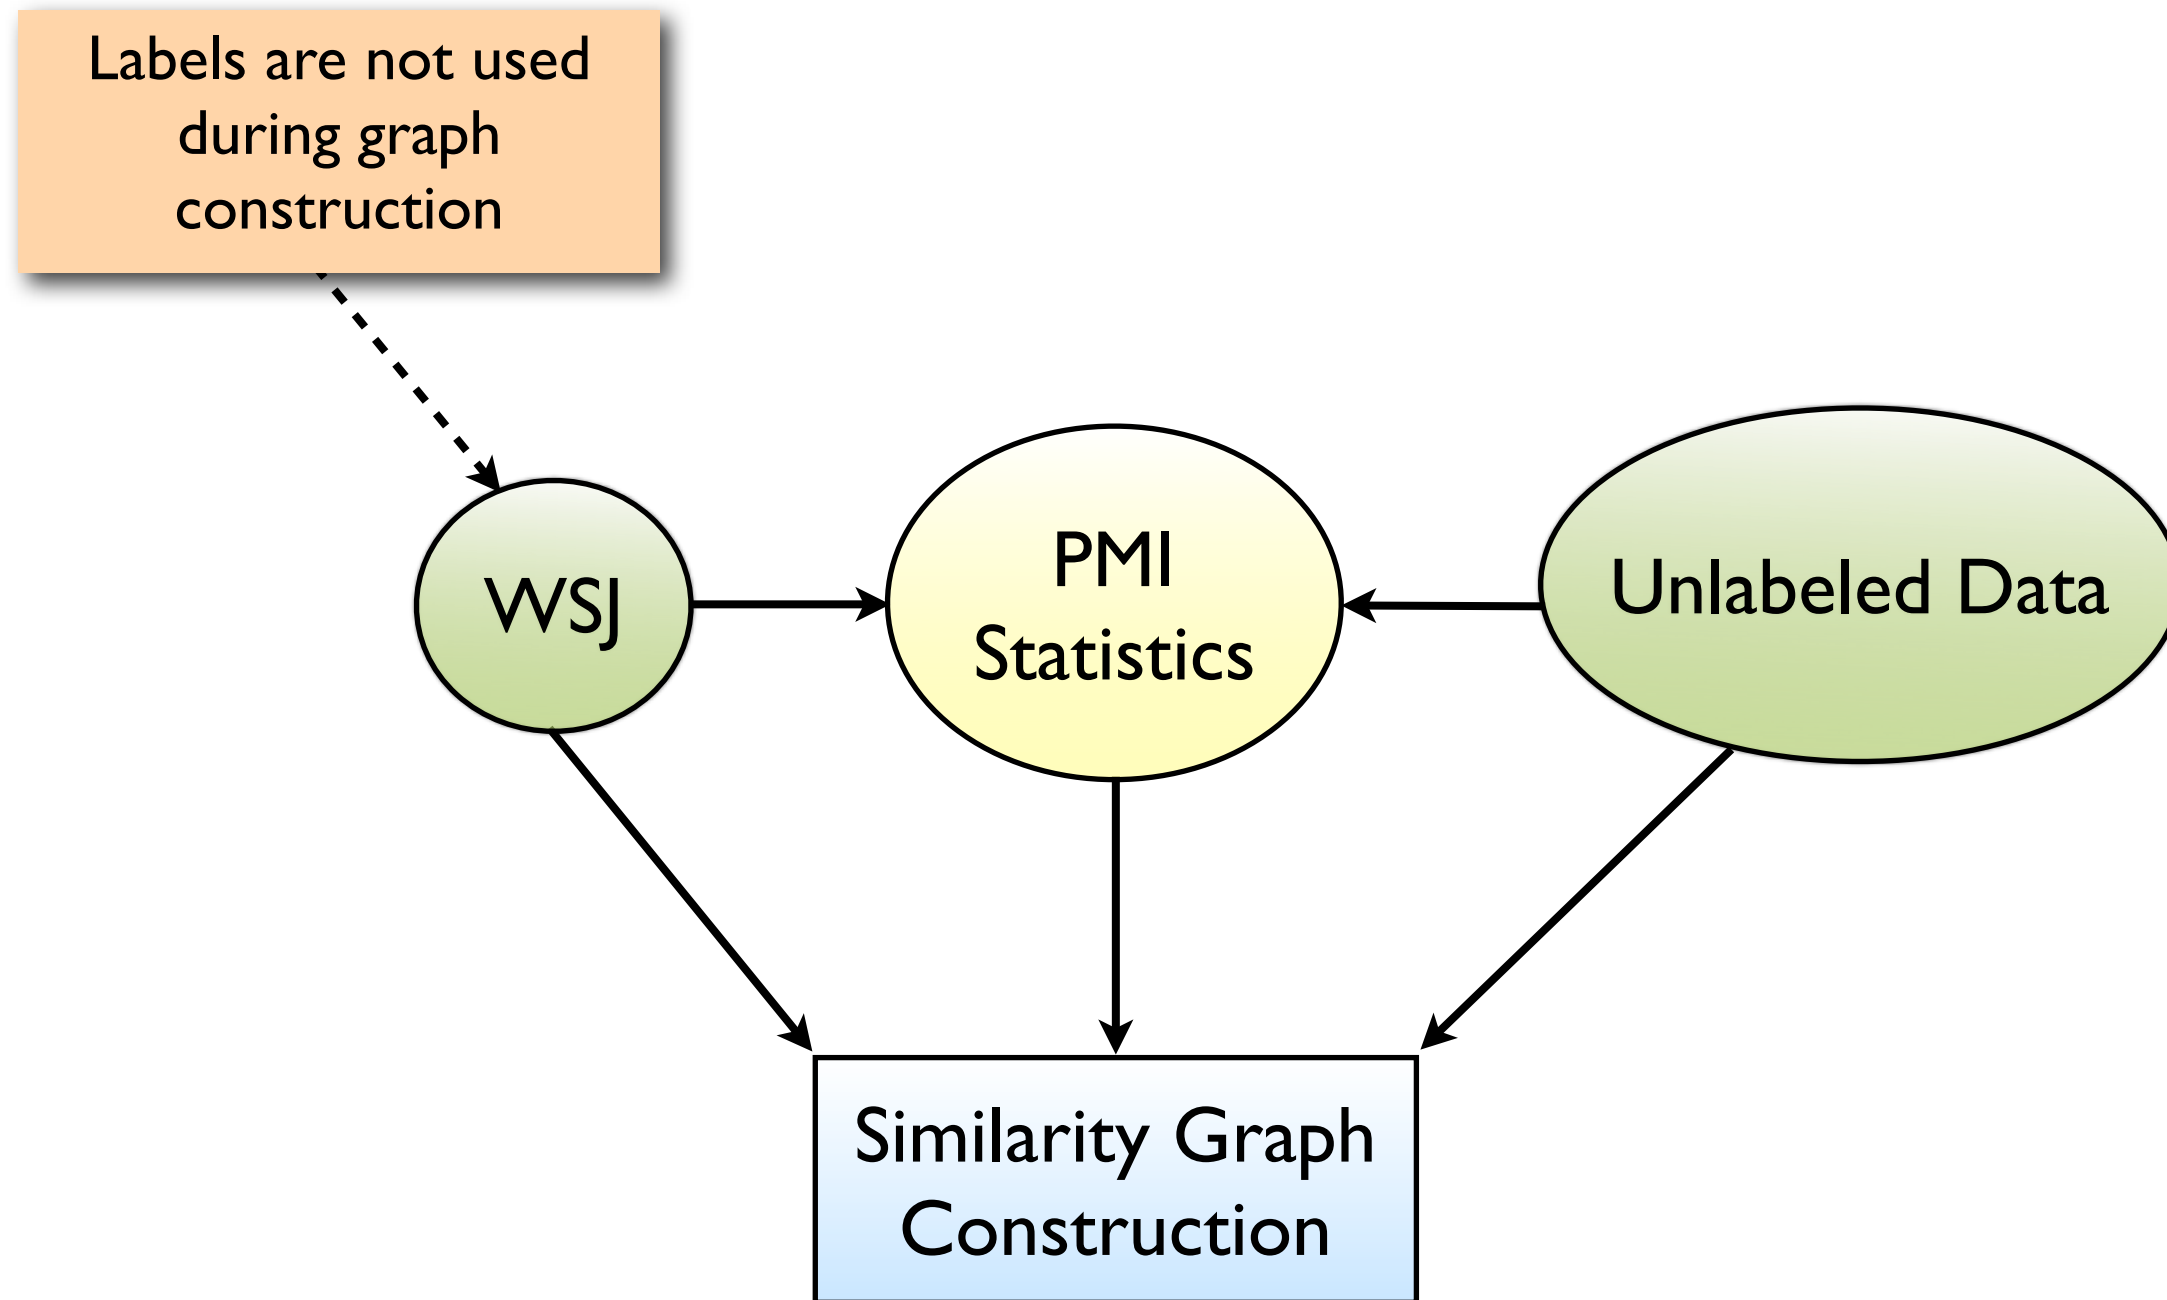 Labels are not used
during graph
construction
WSJ
PMI
Statistics
Unlabeled Data
Similarity Graph
Construction